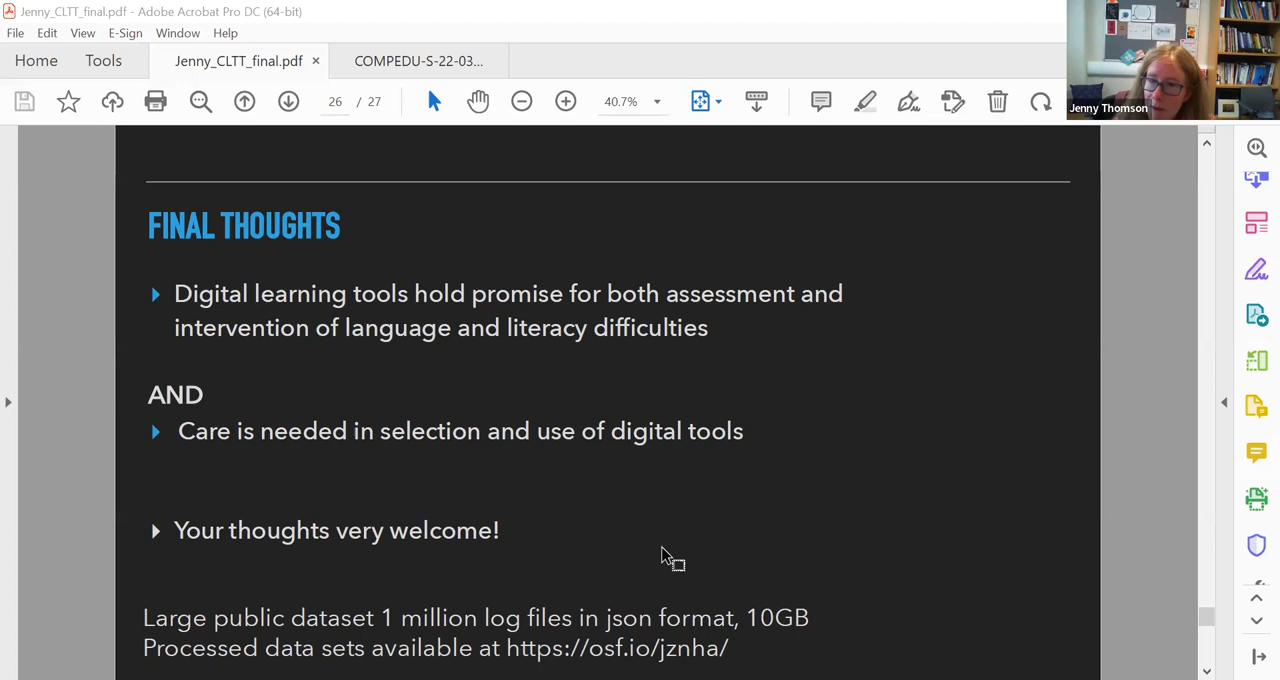 Jenny_CLTT_final.pdf - Adobe Acrobat Pro DC (64-bit)
File Edit View E-Sign Window Help
Home Tools Jenny_CLTT_final.pdf × COMPEDU-S-22-03...
26 / 27 40.7%
Jenny Thomson
FINAL THOUGHTS
Digital learning tools hold promise for both assessment and
intervention of language and literacy difficulties
AND
Care is needed in selection and use of digital tools
Your thoughts very welcome!
Large public dataset 1 million log files in json format, 10GB
Processed data sets available at https://osf.io/jznha/